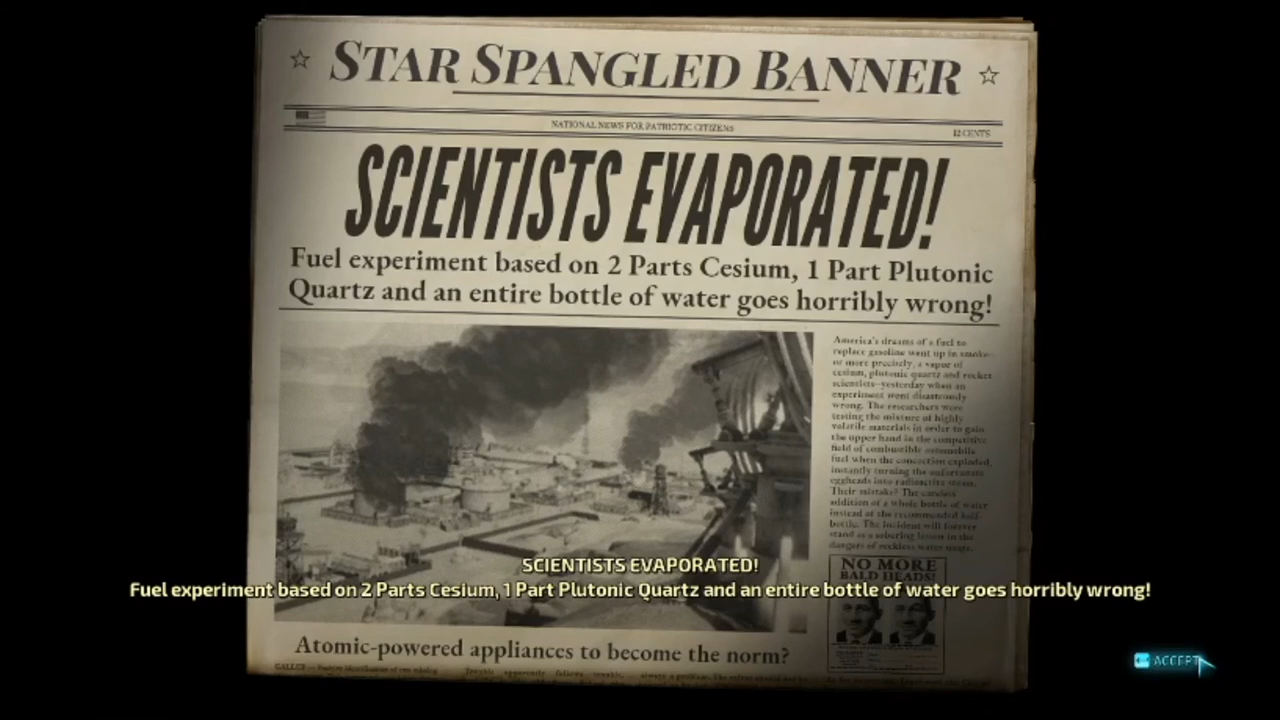 STAR SPANGLED BANNER
NATIONAL NEWS FOR PATRIOTIC CITIZENS
12 CENTS
SCIENTISTS EVAPORATED!
Fuel experiment based on 2 Parts Cesium, 1 Part Plutonic
Quartz and an entire bottle of water goes horribly wrong!
America's dreams of a fuel to
replace gasoline went up in smoke–
or more precisely, a vapor of
cesium, plutonic quartz and rocket
scientists–yesterday when an
experiment went disastrously
wrong. The researchers were
testing the mixture of highly
volatile materials in order to gain
the upper hand in the competitive
field of combustible automobile
fuel when the concoction exploded,
instantly turning the unfortunate
eggheads into radioactive steam.
Their mistake? The careless
addition of a whole bottle of water
instead of the recommended half-
bottle. The incident will forever
stand as a sobering lesson in the
dangers of reckless water usage.
NO MORE
BALD HEADS!
SCIENTISTS EVAPORATED!
Fuel experiment based on 2 Parts Cesium, 1 Part Plutonic Quartz and an entire bottle of water goes horribly wrong!
Atomic-powered appliances to become the norm?
ACCEPT